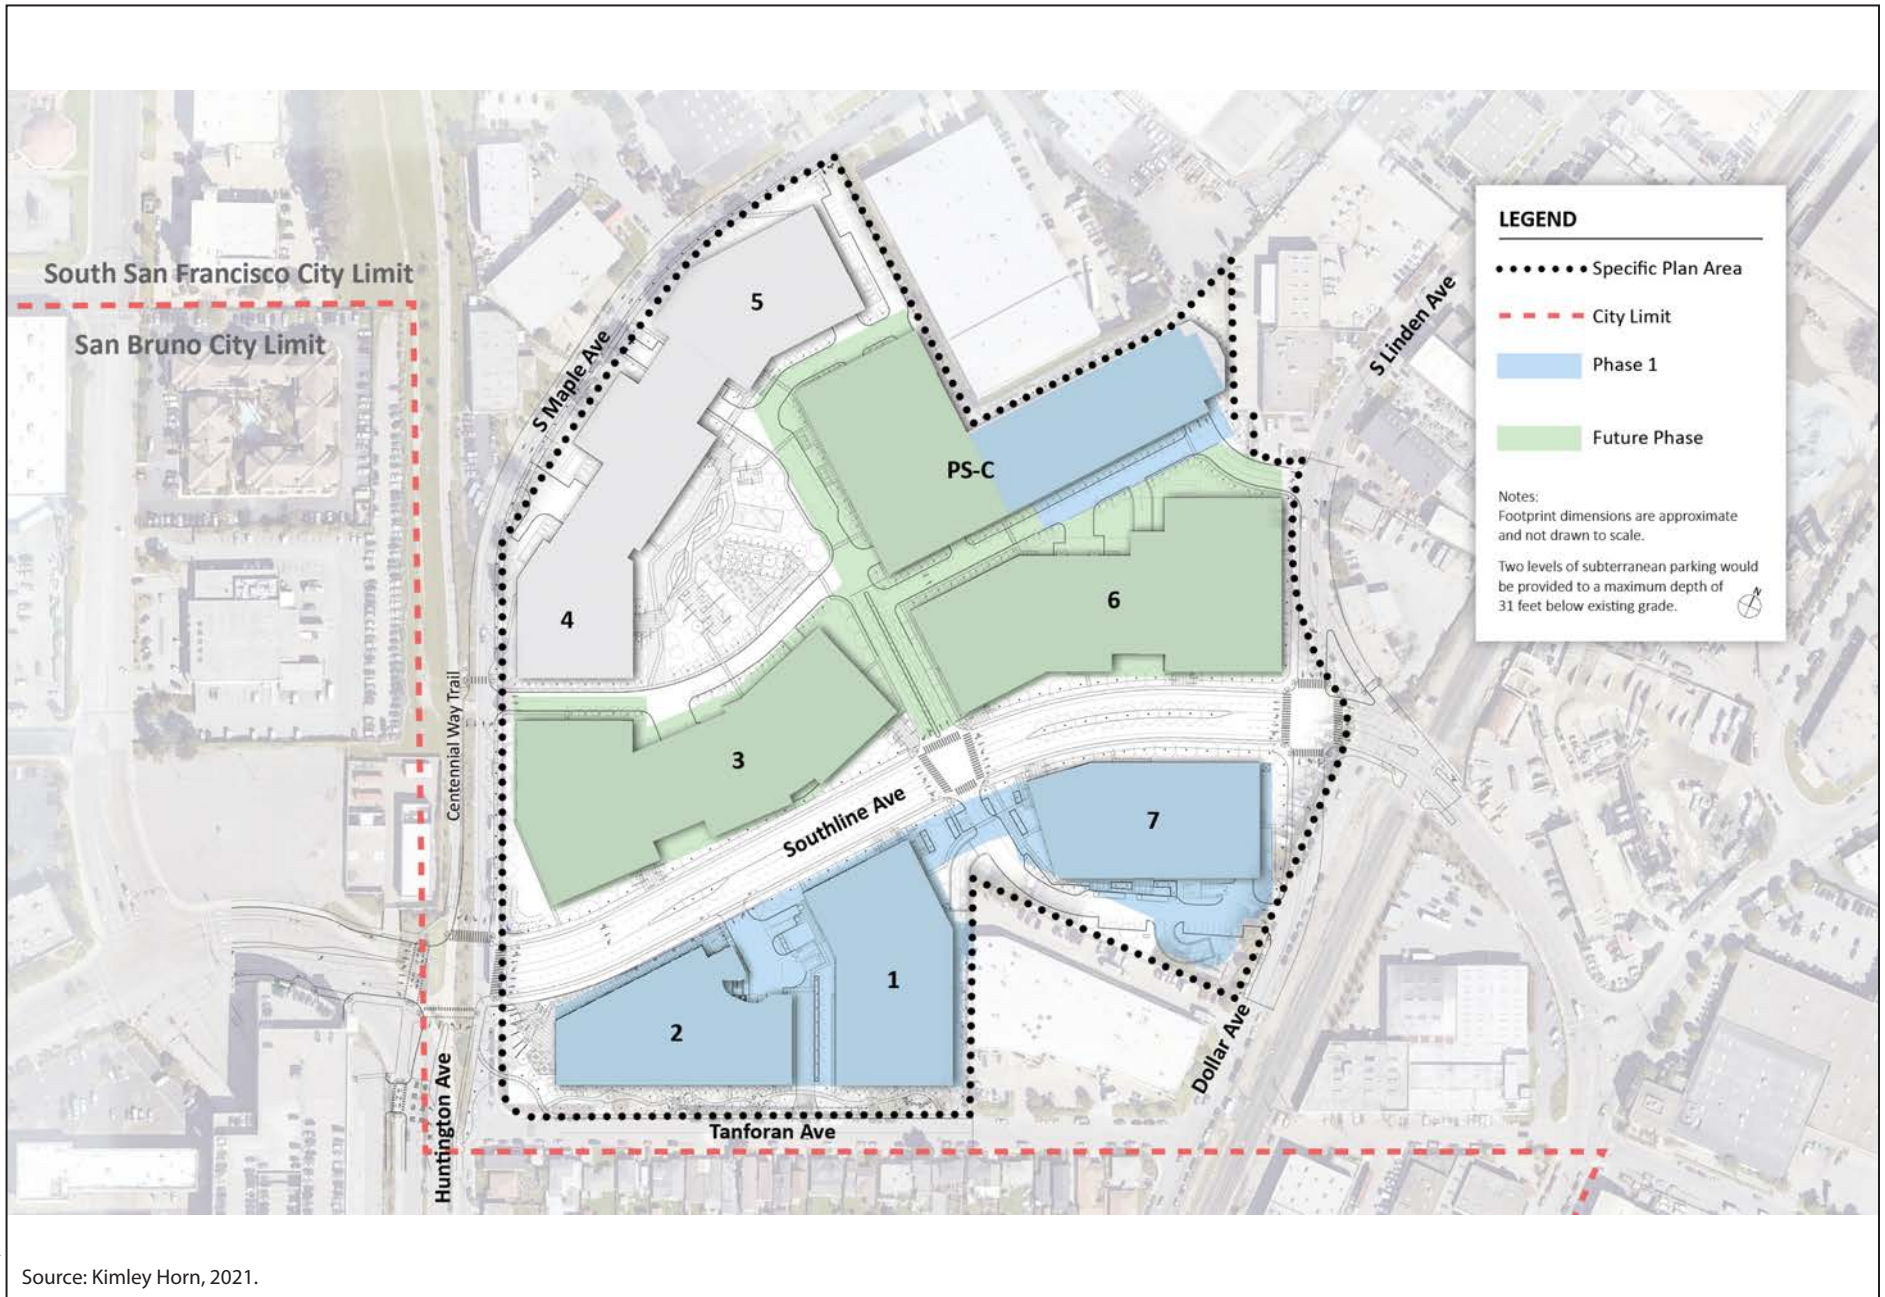 South San Francisco City Limit
San Bruno City Limit
S Maple Ave
5
S Linden Ave
PS-C
4
6
3
Centennial Way Trail
Southline Ave
7
1
2
Huntington Ave
Tanforan Ave
Dollar Ave
LEGEND
Specific Plan Area
City Limit
Phase 1
Future Phase
Notes:
Footprint dimensions are approximate
and not drawn to scale.
Two levels of subterranean parking would
be provided to a maximum depth of
31 feet below existing grade.
N
Source: Kimley Horn, 2021.